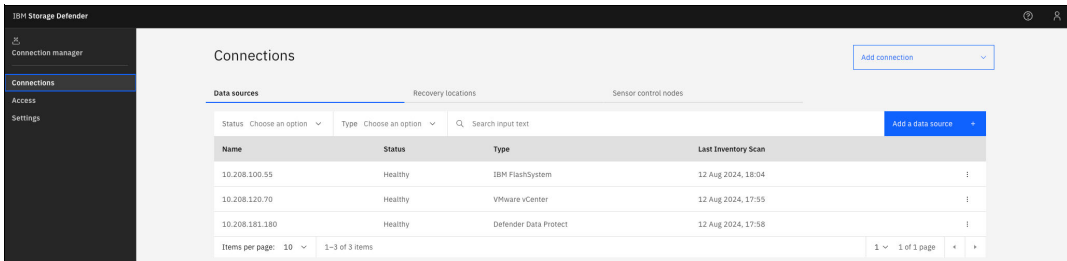 IBM Storage Defender
Connection manager
Connections
Access
Settings
Connections
Add connection
Data sources Recovery locations Sensor control nodes
Status Choose an option Type Choose an option Search input text Add a data source +
Name Status Type Last Inventory Scan
10.208.100.55 Healthy IBM FlashSystem 12 Aug 2024, 18:04
10.208.120.70 Healthy VMware vCenter 12 Aug 2024, 17:55
10.208.181.180 Healthy Defender Data Protect 12 Aug 2024, 17:58
Items per page: 10 1–3 of 3 items 1 1 of 1 page